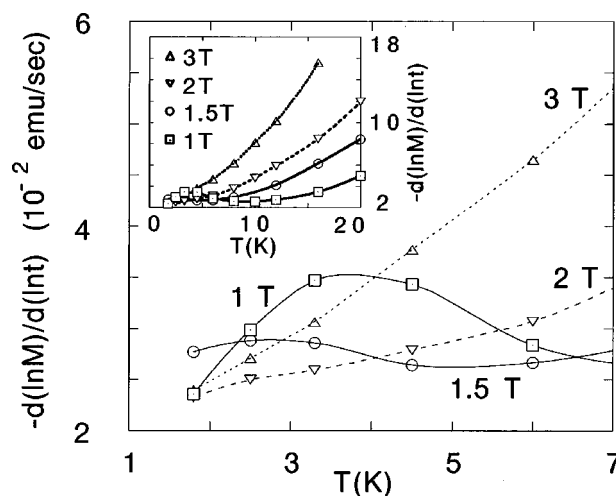 6
4
2
-d(lnM)/d(lnt) (10⁻² emu/sec)
1
3
5
7
T(K)
3 T
2 T
1 T
1.5 T
3T
2T
1.5T
1T
18
10
2
-d(lnM)/d(lnt)
0
10
20
T(K)